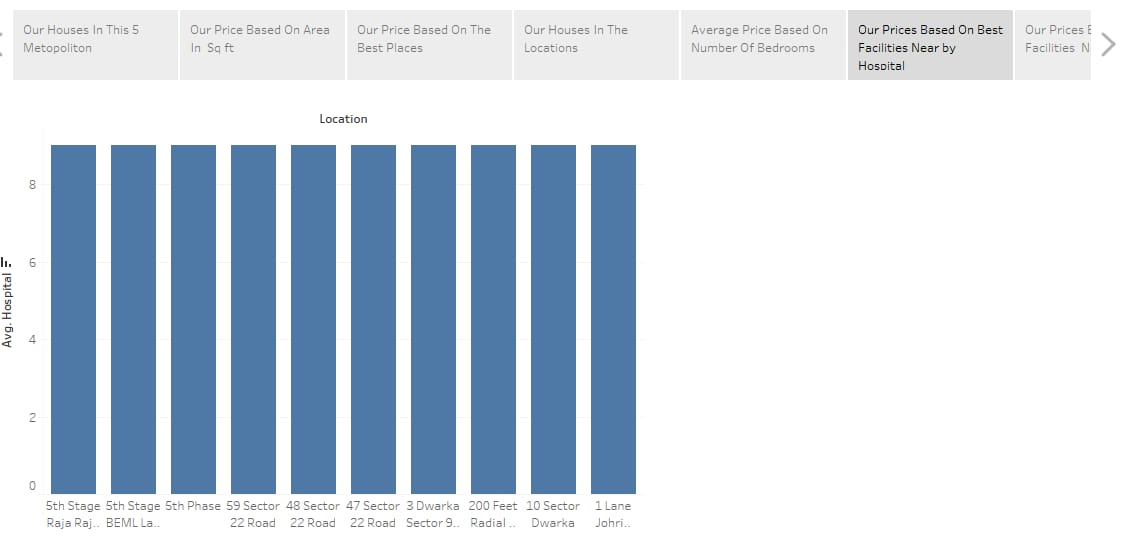 Our Houses In This 5
Metopoliton
Our Price Based On Area
In Sq ft
Our Price Based On The
Best Places
Our Houses In The
Locations
Average Price Based On
Number Of Bedrooms
Our Prices Based On Best
Facilities Near by
Hospital
Our Prices
Facilities
Location
8
6
4
2
0
Avg. Hospital
5th Stage
Raja Raj..
5th Stage
BEML La..
5th Phase
59 Sector
22 Road
48 Sector
22 Road
47 Sector
22 Road
3 Dwarka
Sector 9..
200 Feet
Radial ..
10 Sector
Dwarka
1 Lane
Johri..